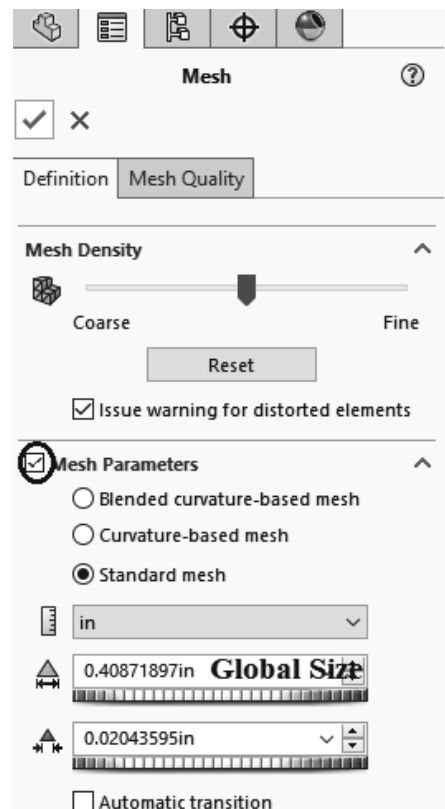 Mesh
Definition Mesh Quality
Mesh Density
Coarse Fine
Reset
Issue warning for distorted elements
Mesh Parameters
Blended curvature-based mesh
Curvature-based mesh
Standard mesh
in
0.40871897in Global Size
0.02043595in
Automatic transition